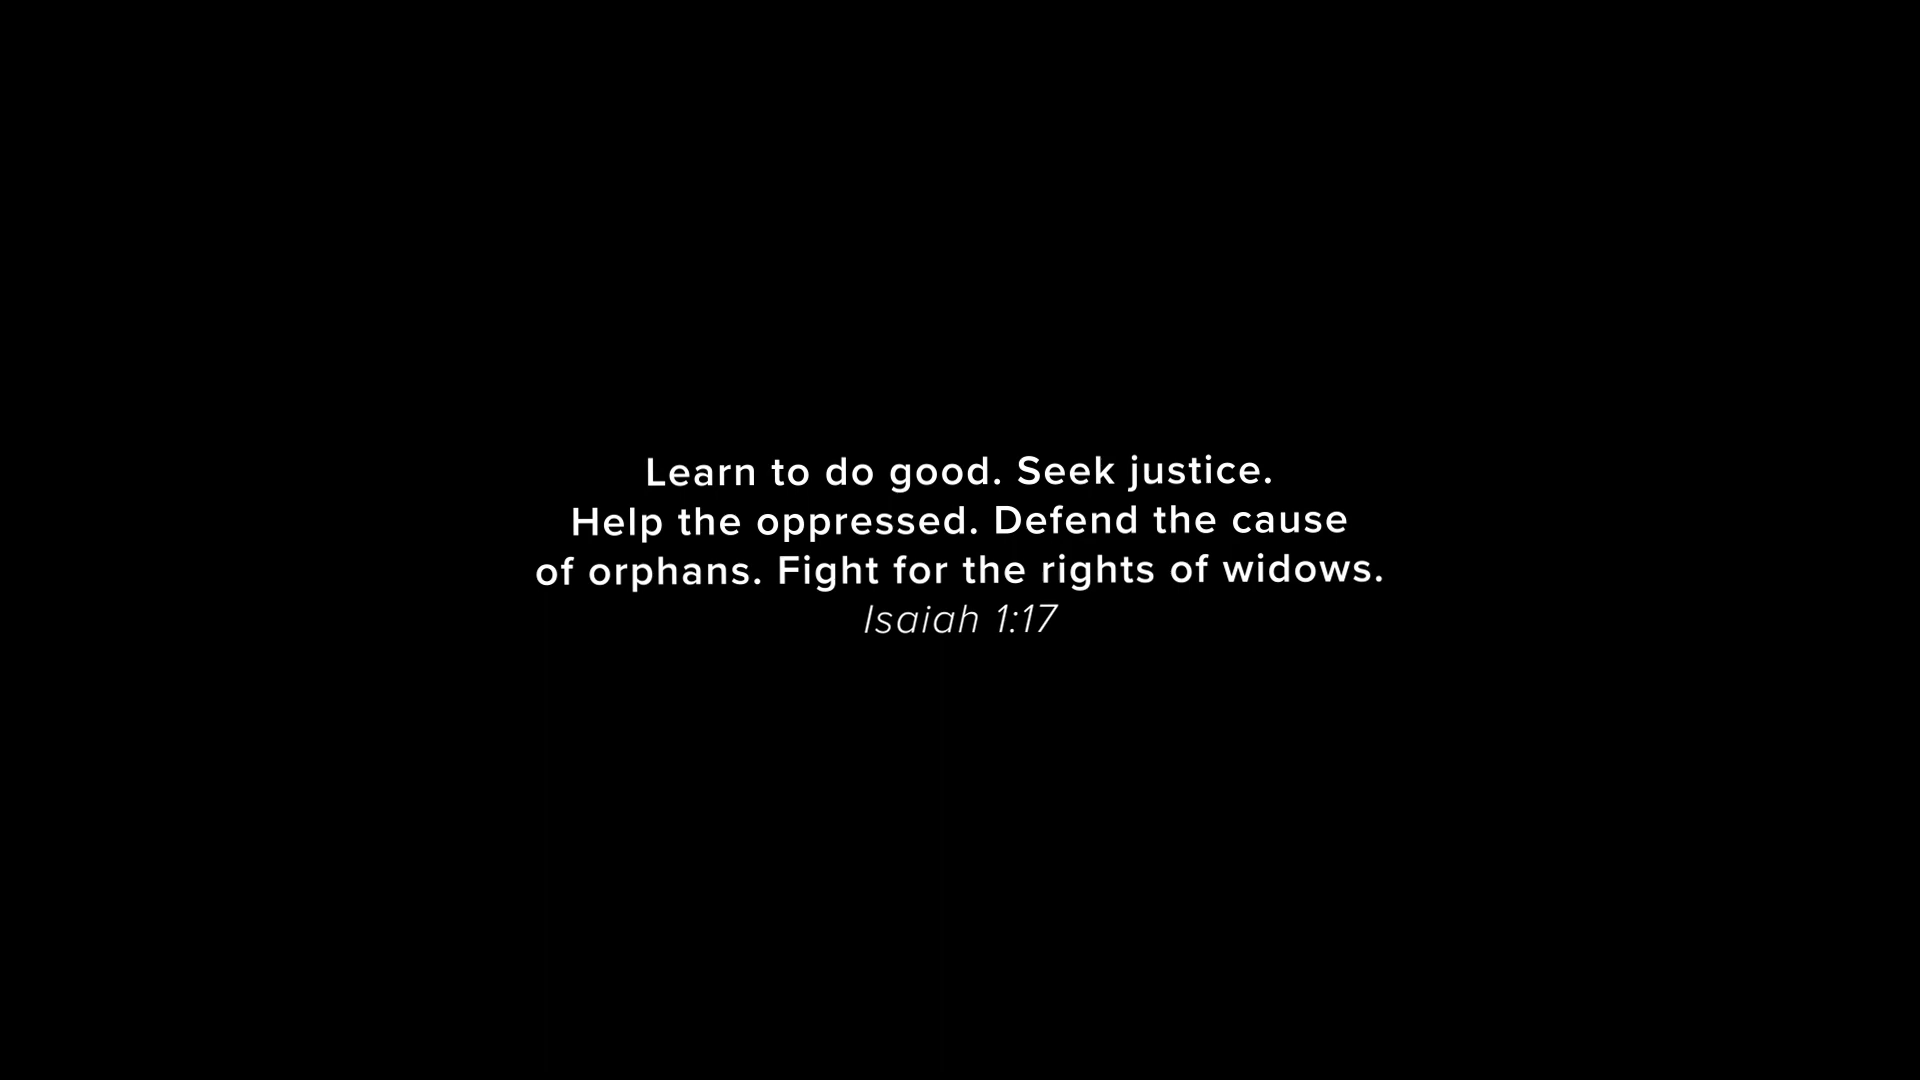 Learn to do good. Seek justice.
Help the oppressed. Defend the cause
of orphans. Fight for the rights of widows.
Isaiah 1:17